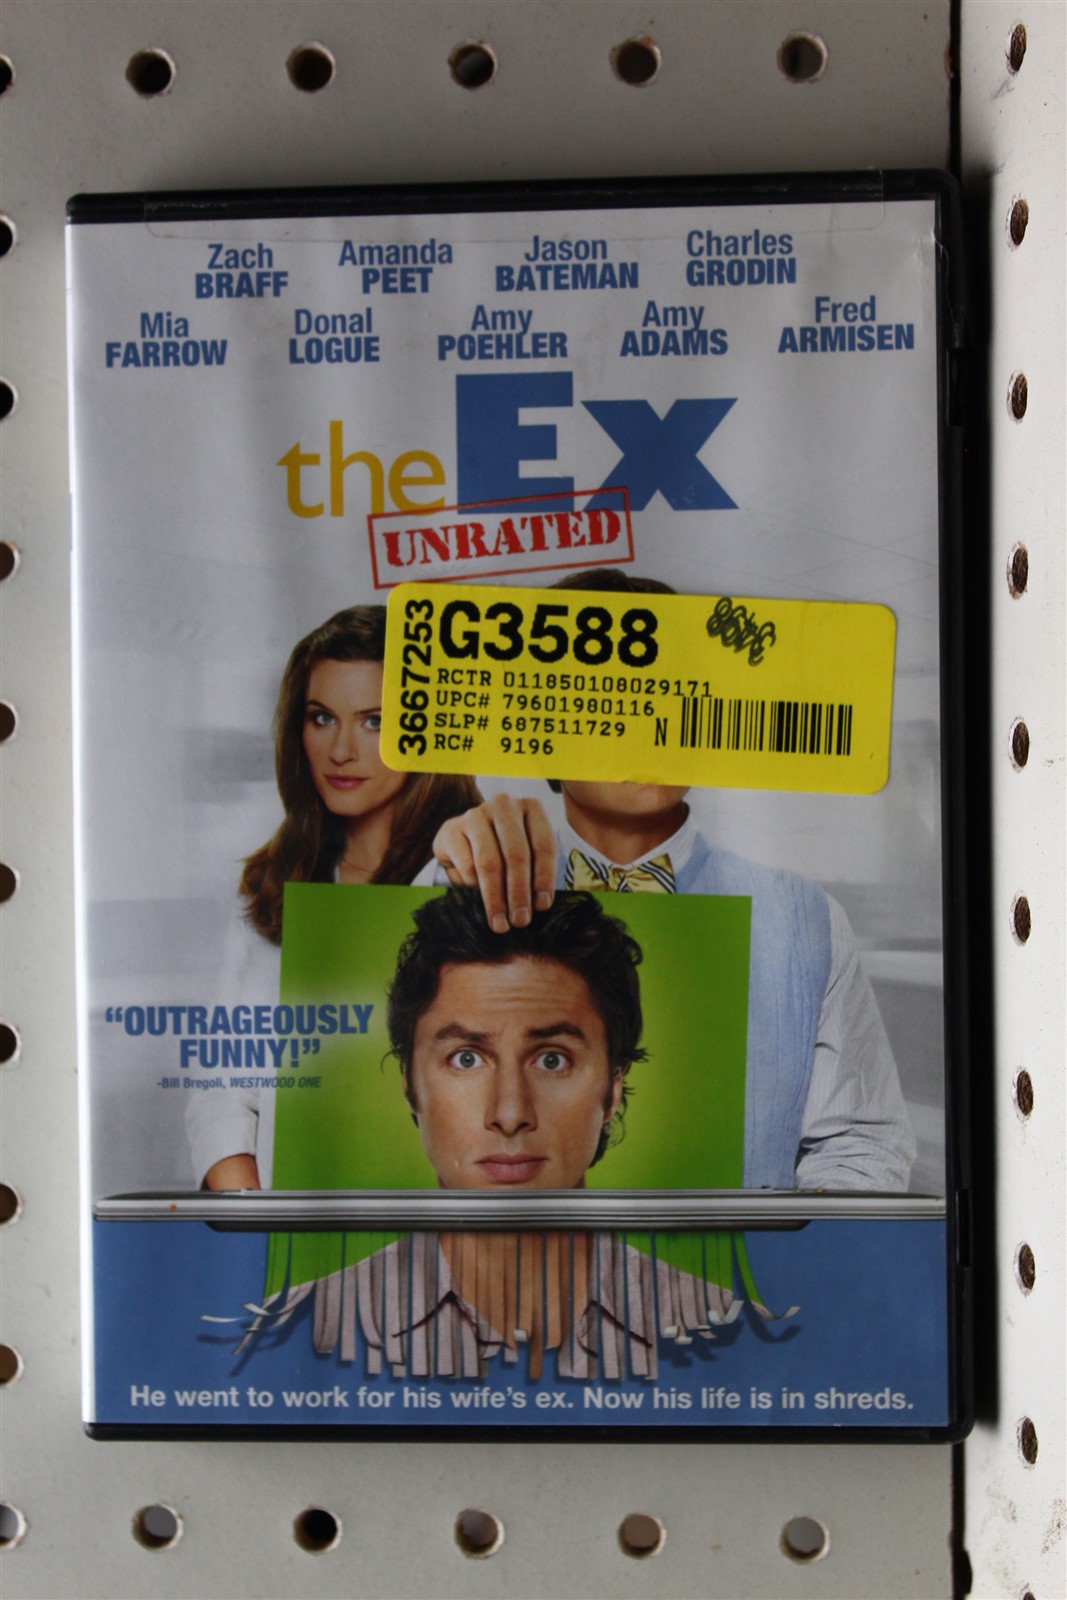 Zach BRAFF
Amanda PEET
Jason BATEMAN
Charles GRODIN
Mia FARROW
Donal LOGUE
Amy POEHLER
Amy ADAMS
Fred ARMISEN
the Ex
UNRATED
3667253
G3588
RCTR 011850108029171
UPC# 79601980116
SLP# 687511729
RC# 9196
N
“OUTRAGEOUSLY
FUNNY!”
-Bill Bregoli, WESTWOOD ONE
He went to work for his wife's ex. Now his life is in shreds.